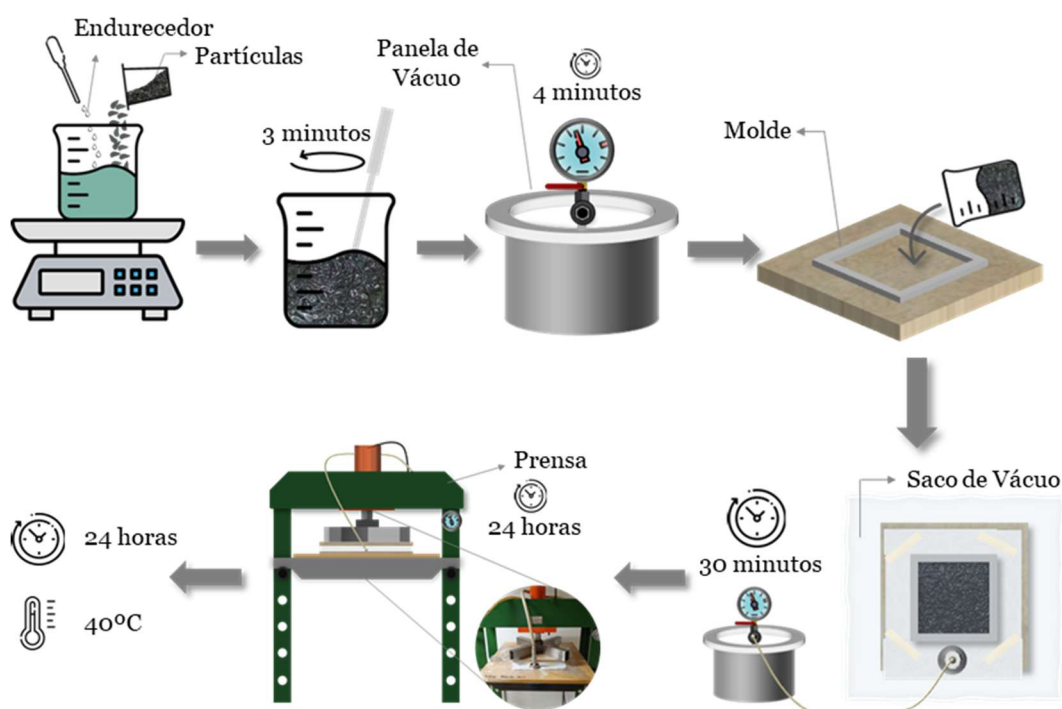 Endurecedor
Partículas
3 minutos
Panela de
Vácuo
4 minutos
Molde
Saco de Vácuo
30 minutos
Prensa
24 horas
24 horas
40ºC